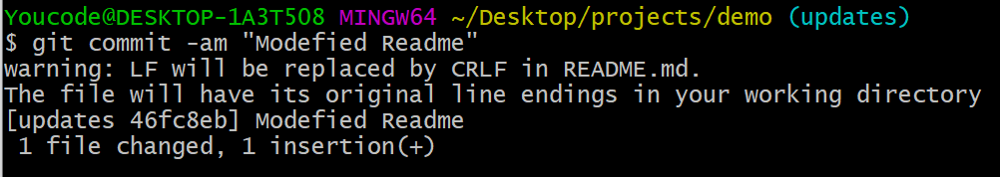 Youcode@DESKTOP-1A3T508 MINGW64 ~/Desktop/projects/demo (updates)
$ git commit -am "Modefied Readme"
warning: LF will be replaced by CRLF in README.md.
The file will have its original line endings in your working directory
[updates 46fc8eb] Modefied Readme
 1 file changed, 1 insertion(+)